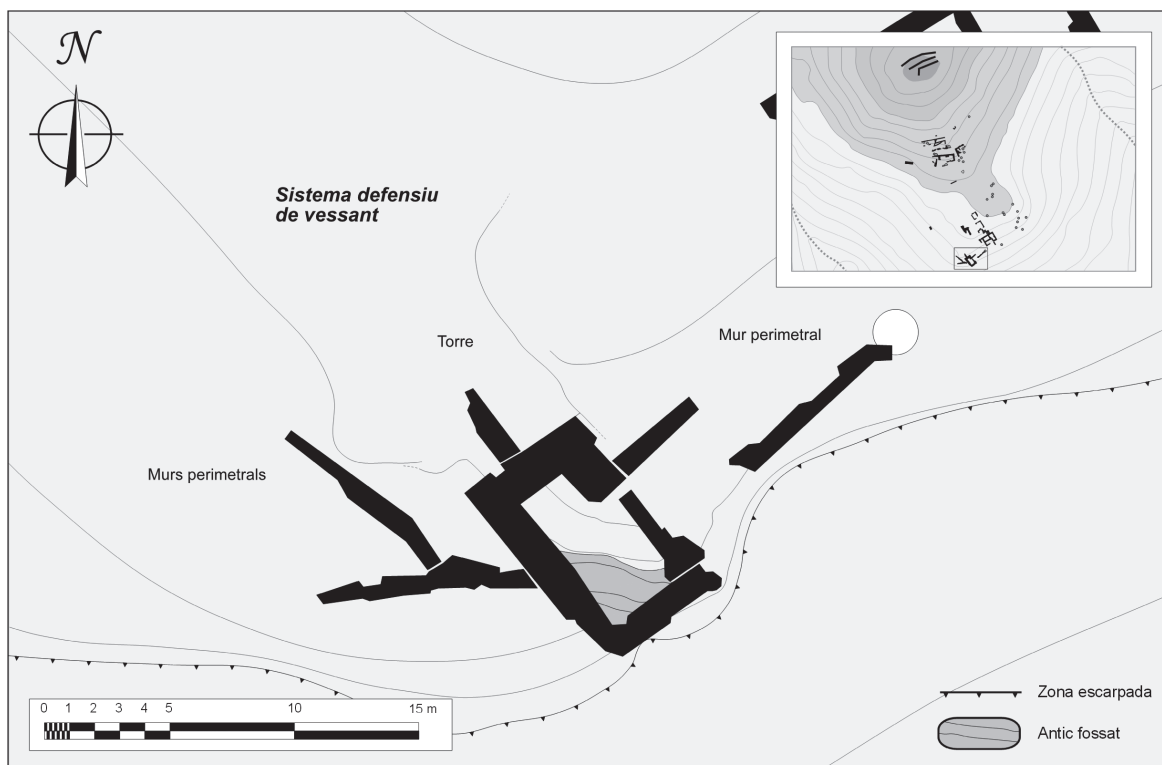 N
Sistema defensiu
de vessant
Torre
Mur perimetral
Murs perimetrals
0 1 2 3 4 5 10 15 m
Zona escarpada
Antic fossat